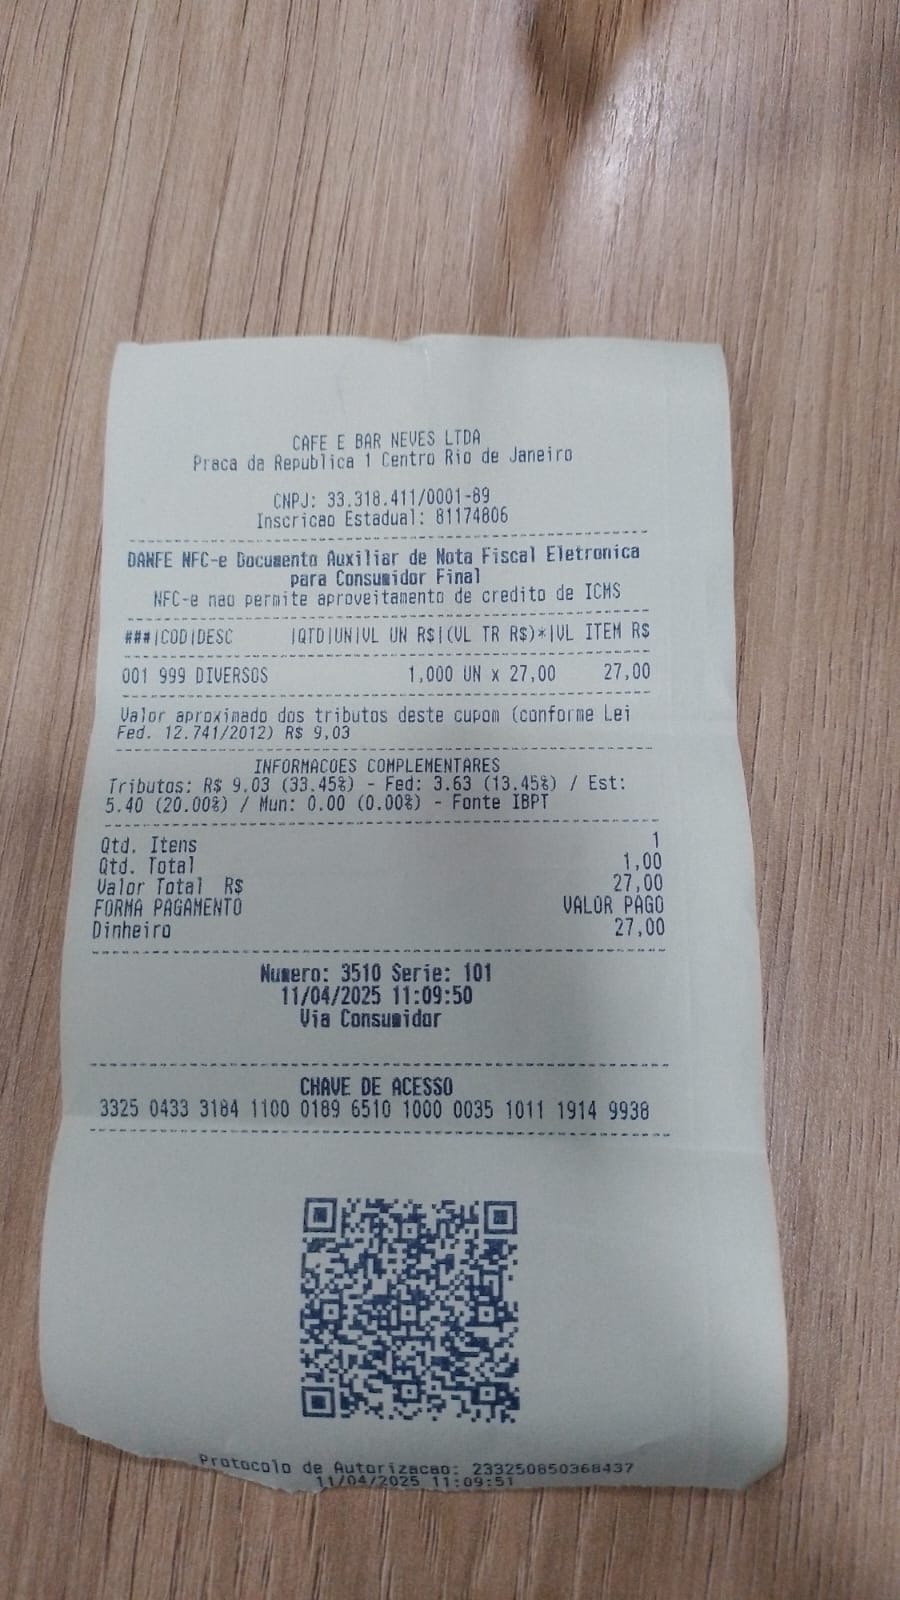 CAFE E BAR NEVES LTDA
Praca da Republica 1 Centro Rio de Janeiro
CNPJ: 33.318.411/0001-89
Inscricao Estadual: 81174806
DANFE NFC-e Documento Auxiliar de Nota Fiscal Eletronica
para Consumidor Final
NFC-e nao permite aproveitamento de credito de ICMS
###|COD|DESC |QTD|UN|VL UN R$|(VL TR R$)*|VL ITEM R$
001 999 DIVERSOS 1,000 UN x 27,00 27,00
Valor aproximado dos tributos deste cupom (conforme Lei
Fed. 12.741/2012) R$ 9,03
INFORMACOES COMPLEMENTARES
Tributos: R$ 9.03 (33.45%) - Fed: 3.63 (13.45%) / Est:
5.40 (20.00%) / Mun: 0.00 (0.00%) - Fonte IBPT
Qtd. Itens 1
Qtd. Total 1,00
Valor Total R$ 27,00
FORMA PAGAMENTO VALOR PAGO
Dinheiro 27,00
Numero: 3510 Serie: 101
11/04/2025 11:09:50
Via Consumidor
CHAVE DE ACESSO
3325 0433 3184 1100 0189 6510 1000 0035 1011 1914 9938
Protocolo de Autorizacao: 233250850368437
11/04/2025 11:09:51